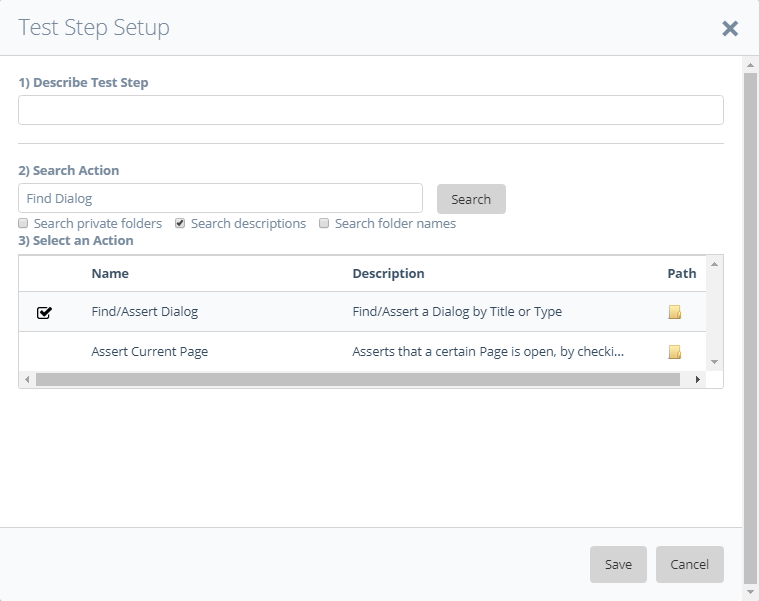 Test Step Setup
1) Describe Test Step
2) Search Action
Find Dialog
Search
Search private folders Search descriptions Search folder names
3) Select an Action
Name Description Path
Find/Assert Dialog Find/Assert a Dialog by Title or Type
Assert Current Page Asserts that a certain Page is open, by checki...
Save Cancel